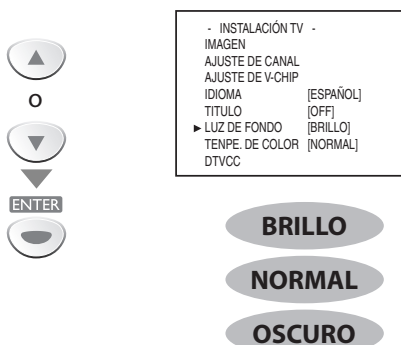 O
ENTER
- INSTALACIÓN TV -
IMAGEN
AJUSTE DE CANAL
AJUSTE DE V-CHIP
IDIOMA [ESPAÑOL]
TITULO [OFF]
LUZ DE FONDO [BRILLO]
TENPE. DE COLOR [NORMAL]
DTVCC
BRILLO
NORMAL
OSCURO